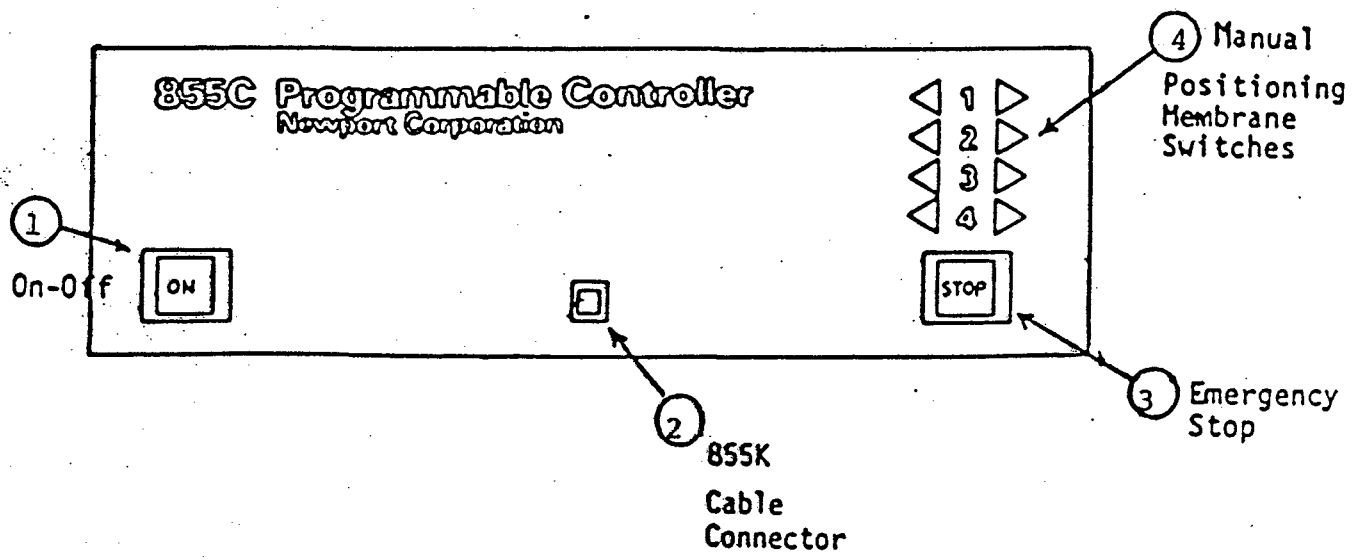 855C Programmable Controller
Newport Corporation
1
2
3
4
ON
STOP
1
On-Off
2
855K
Cable
Connector
3 Emergency
Stop
4 Manual
Positioning
Membrane
Switches